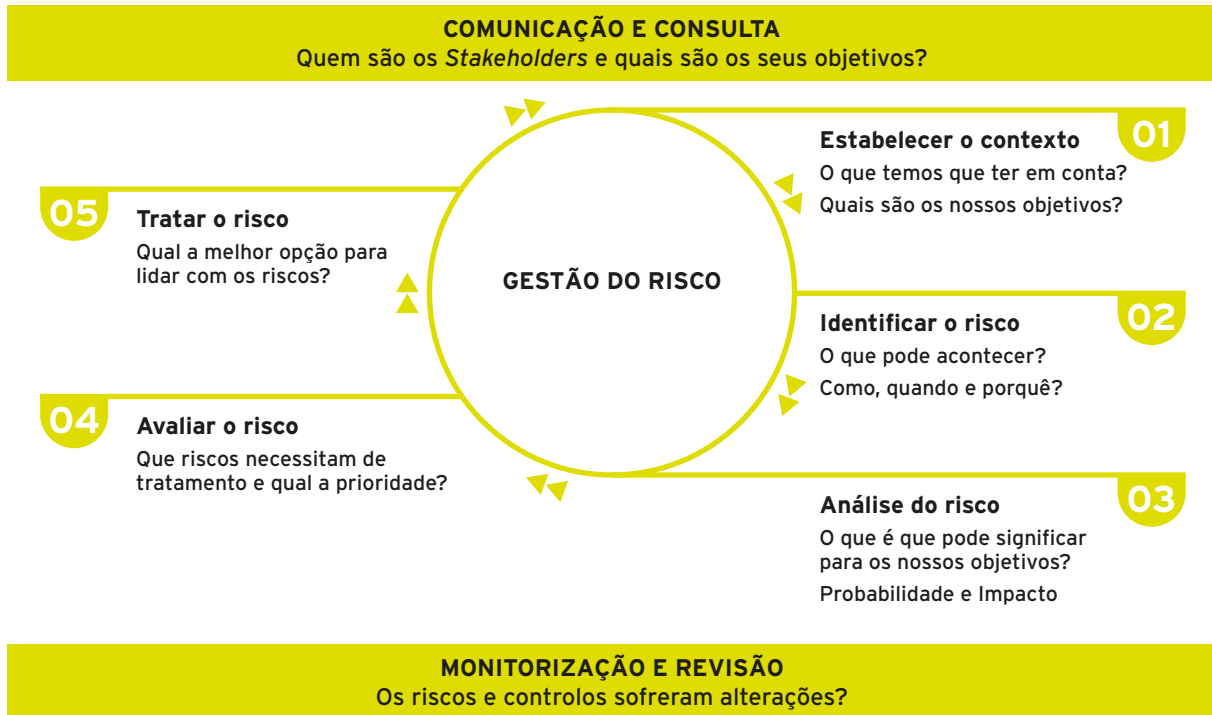 COMUNICAÇÃO E CONSULTA
Quem são os Stakeholders e quais são os seus objetivos?
01
Estabelecer o contexto
O que temos que ter em conta?
Quais são os nossos objetivos?
05
Tratar o risco
Qual a melhor opção para
lidar com os riscos?
GESTÃO DO RISCO
02
Identificar o risco
O que pode acontecer?
Como, quando e porquê?
04
Avaliar o risco
Que riscos necessitam de
tratamento e qual a prioridade?
03
Análise do risco
O que é que pode significar
para os nossos objetivos?
Probabilidade e Impacto
MONITORIZAÇÃO E REVISÃO
Os riscos e controlos sofreram alterações?